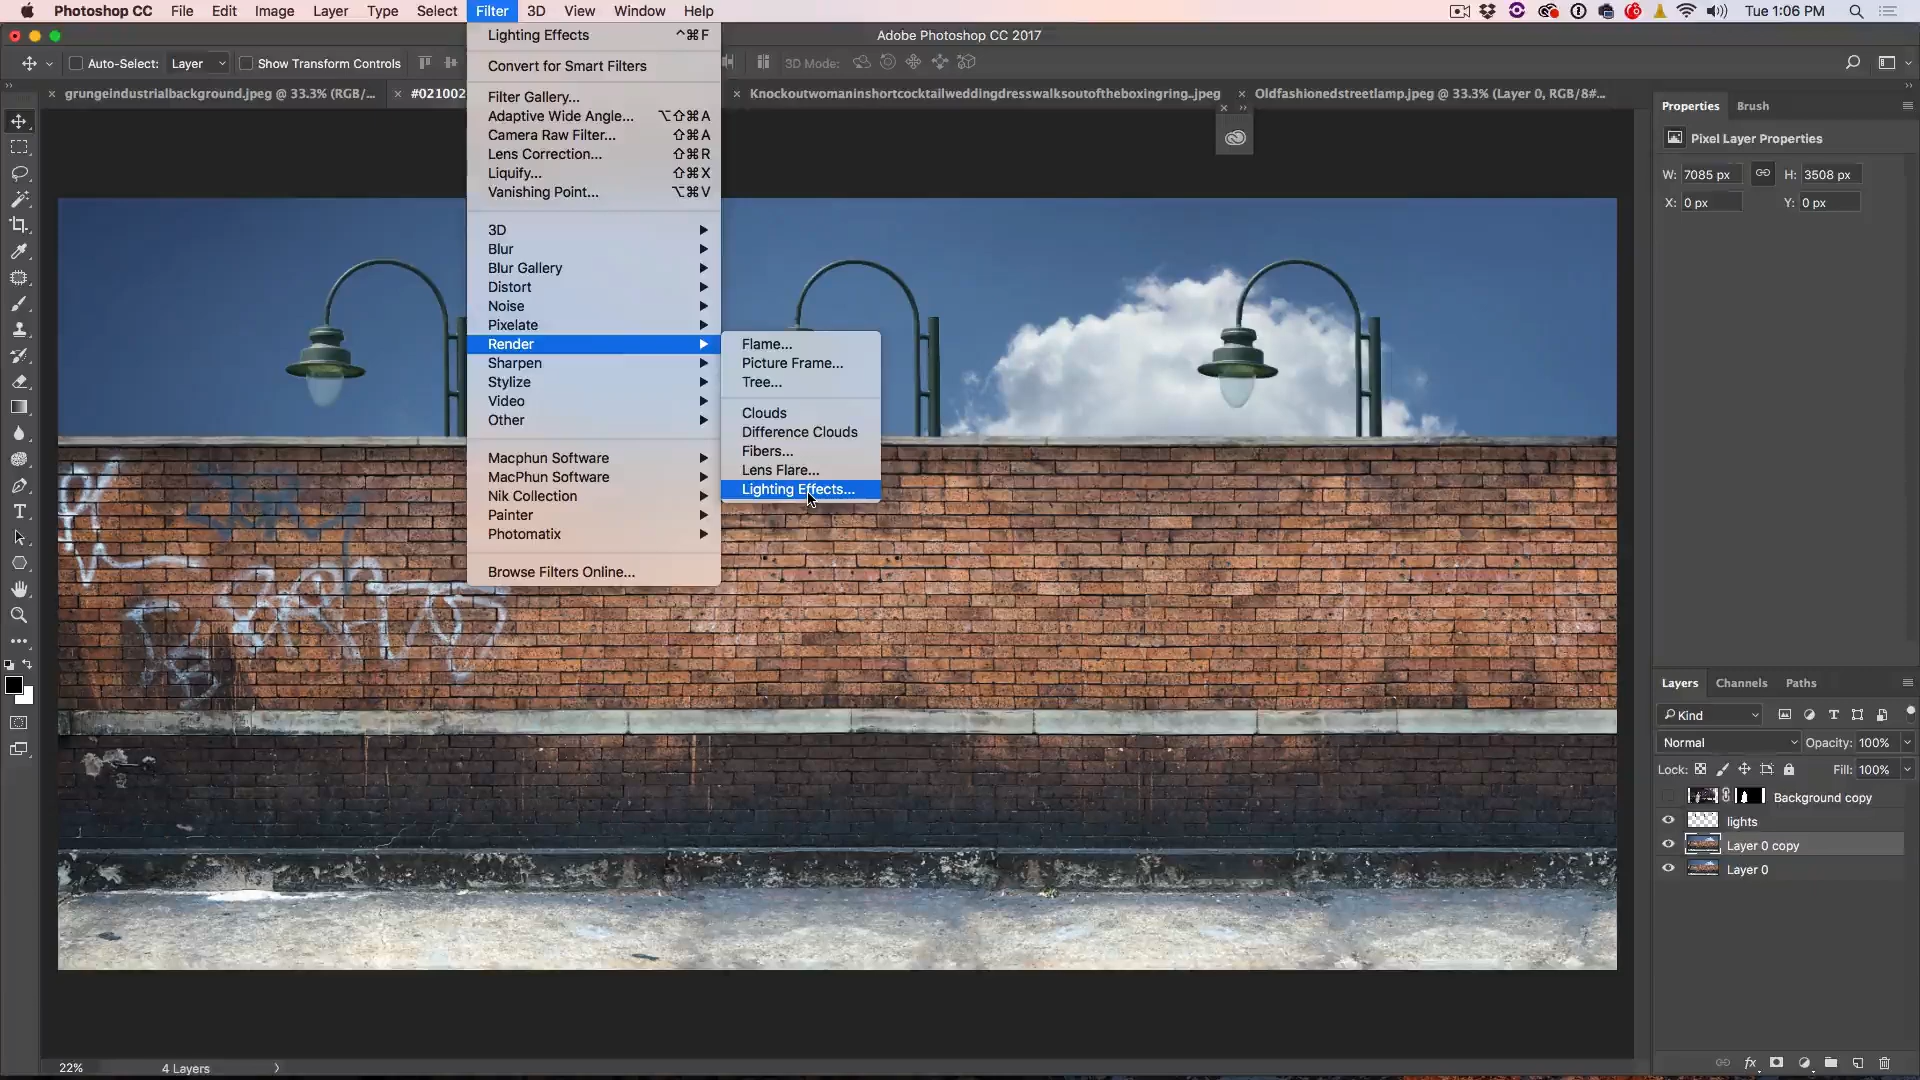 Photoshop CC File Edit Image Layer Type Select Filter 3D View Window Help Tue 1:06 PM
Adobe Photoshop CC 2017
Auto-Select: Layer Show Transform Controls 3D Mode:
grungeindustrialbackground.jpeg @ 33.3% (RGB/... #021002 Knockoutwomaninshortcocktailweddingdresswalksoutoftheboxingring..jpeg Oldfashionedstreetlamp.jpeg @ 33.3% (Layer 0, RGB/8#...
Lighting Effects ^⌘F
Convert for Smart Filters
Filter Gallery...
Adaptive Wide Angle... ⌥⇧⌘A
Camera Raw Filter... ⇧⌘A
Lens Correction... ⇧⌘R
Liquify... ⇧⌘X
Vanishing Point... ⌥⌘V
3D
Blur
Blur Gallery
Distort
Noise
Pixelate
Render
Sharpen
Stylize
Video
Other
Macphun Software
MacPhun Software
Nik Collection
Painter
Photomatix
Browse Filters Online...
Flame...
Picture Frame...
Tree...
Clouds
Difference Clouds
Fibers...
Lens Flare...
Lighting Effects...
Properties Brush
Pixel Layer Properties
W: 7085 px H: 3508 px
X: 0 px Y: 0 px
Layers Channels Paths
Kind
Normal Opacity: 100%
Lock: Fill: 100%
Background copy
lights
Layer 0 copy
Layer 0
fx
22% 4 Layers